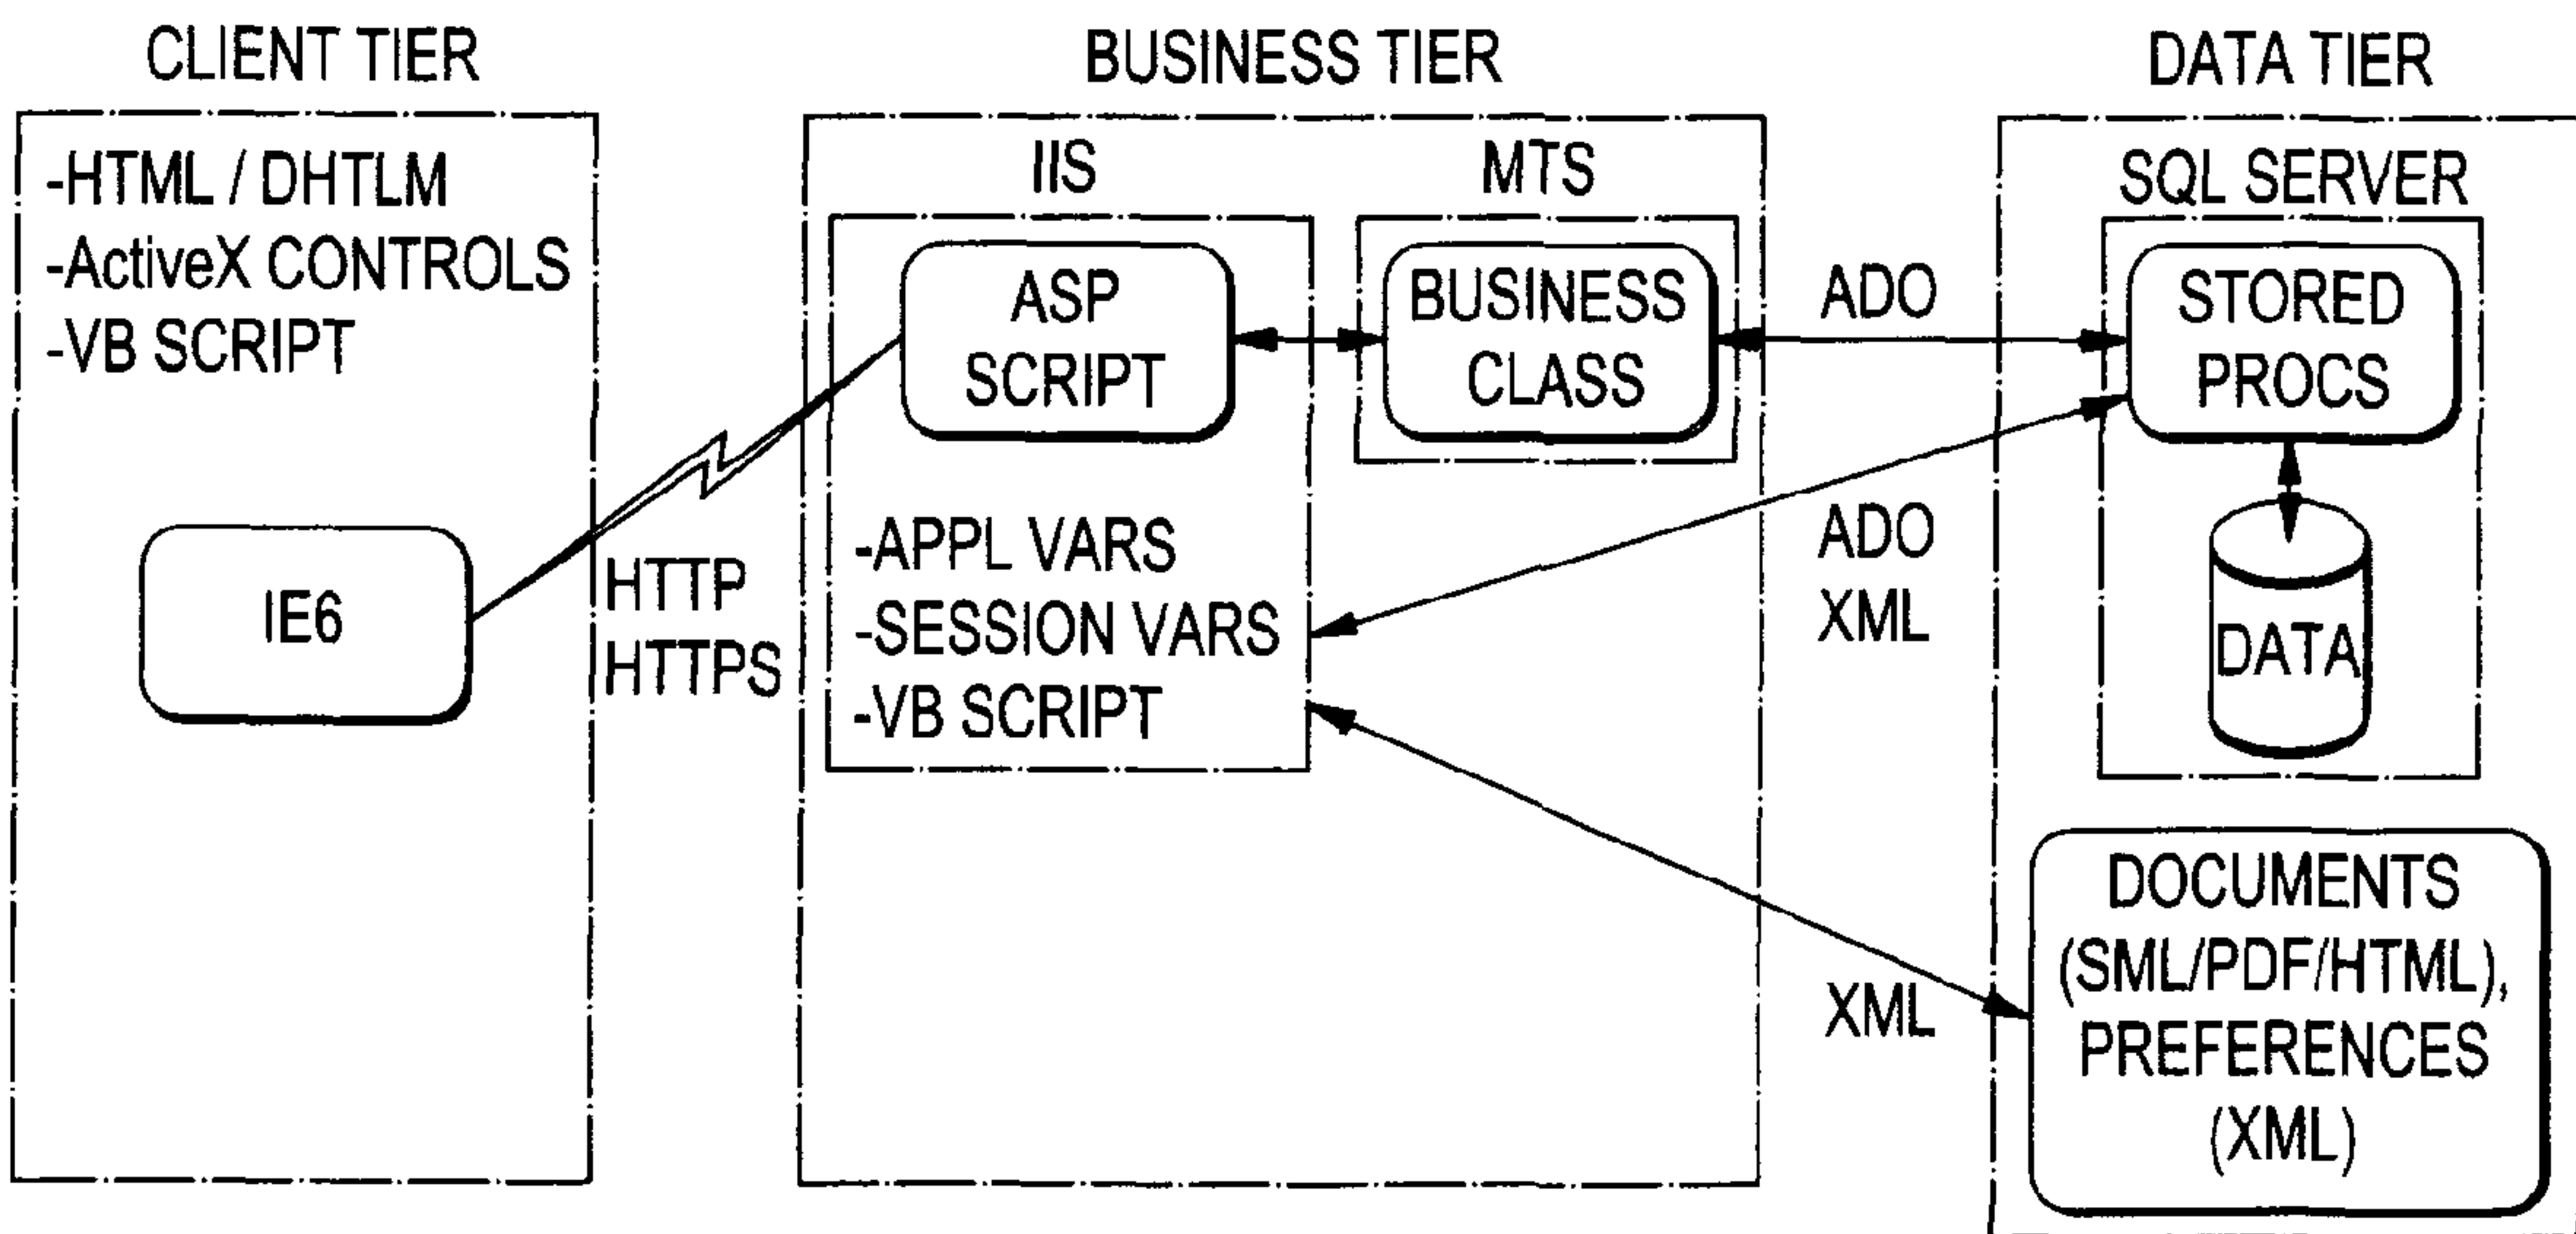 CLIENT TIER
-HTML / DHTLM
-ActiveX CONTROLS
-VB SCRIPT
IE6
HTTP
HTTPS
BUSINESS TIER
IIS
ASP
SCRIPT
-APPL VARS
-SESSION VARS
-VB SCRIPT
MTS
BUSINESS
CLASS
ADO
ADO
XML
XML
DATA TIER
SQL SERVER
STORED
PROCS
DATA
DOCUMENTS
(SML/PDF/HTML),
PREFERENCES
(XML)